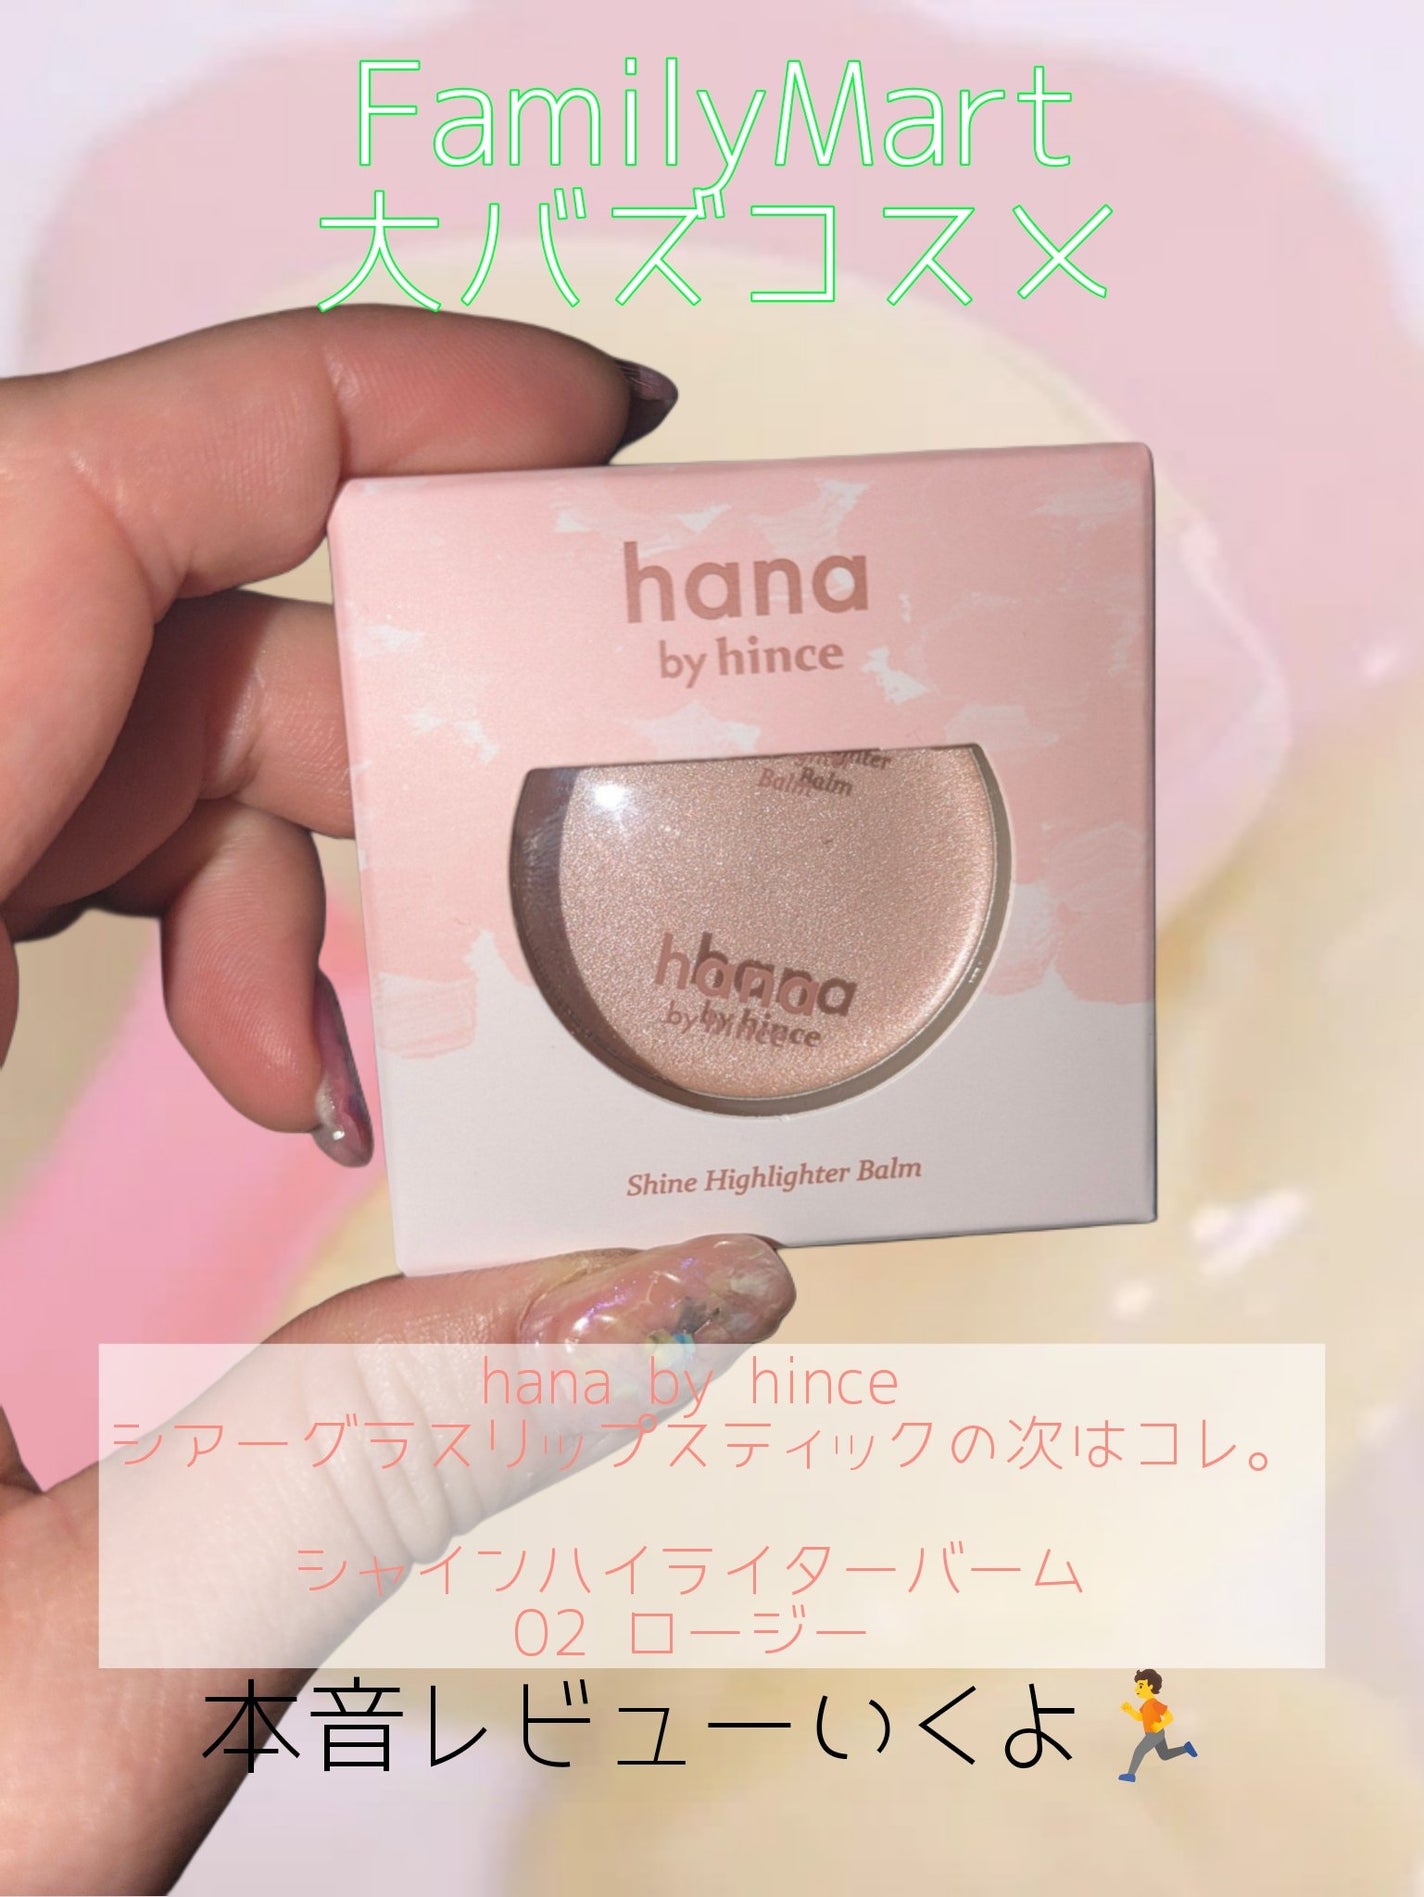 FamilyMart
大バズコスメ
hana
by hince
Balm
hana
by hince
Shine Highlighter Balm
hana by hince
シアーグラスリップスティックの次はコレ。
シャインハイライターバーム
02 ロージー
本音レビューいくよ🏃